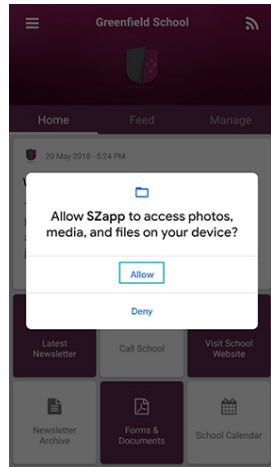 Greenfield School
Home Feed Manage
20 May 2018 - 5:24 PM
Allow SZapp to access photos,
media, and files on your device?
Allow
Deny
Latest
Newsletter
Call School
Visit School
Website
Newsletter
Archive
Forms &
Documents
School Calendar